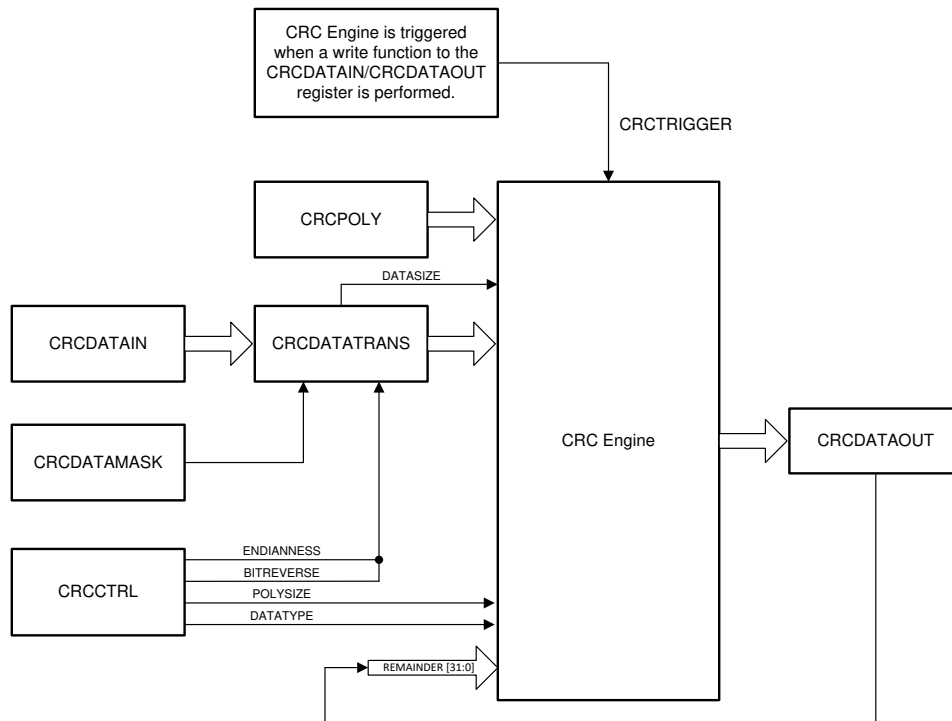 CRC Engine is triggered
when a write function to the
CRCDATAIN/CRCDATAOUT
register is performed.
CRCTRIGGER
CRCPOLY
DATASIZE
CRCDATAIN
CRCDATATRANS
CRC Engine
CRCDATAOUT
CRCDATAMASK
CRCCTRL
ENDIANNESS
BITREVERSE
POLYSIZE
DATATYPE
REMAINDER [31:0]